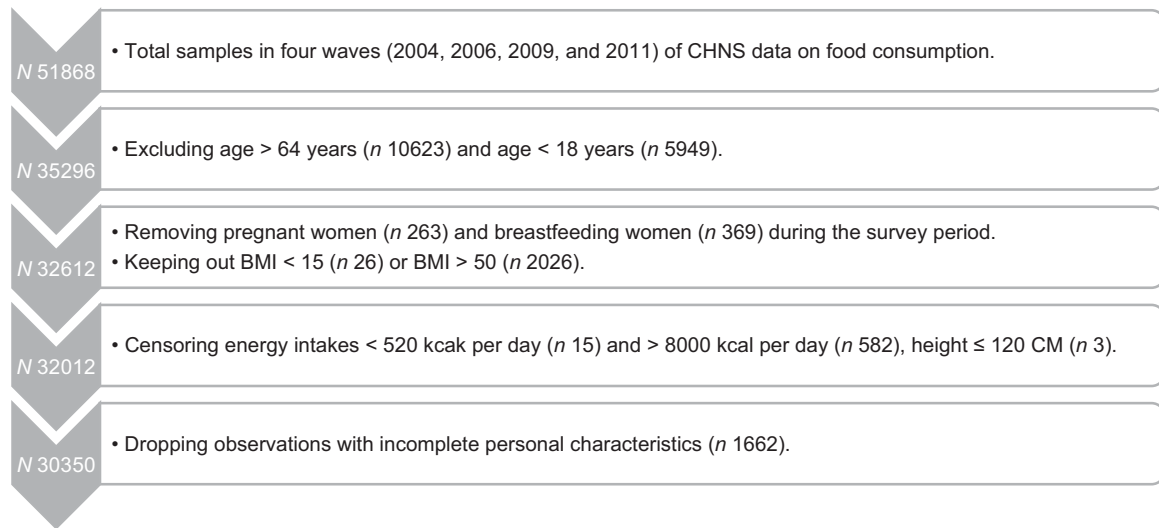 N 51868
• Total samples in four waves (2004, 2006, 2009, and 2011) of CHNS data on food consumption.
N 35296
• Excluding age > 64 years (n 10623) and age < 18 years (n 5949).
N 32612
• Removing pregnant women (n 263) and breastfeeding women (n 369) during the survey period.
• Keeping out BMI < 15 (n 26) or BMI > 50 (n 2026).
N 32012
• Censoring energy intakes < 520 kcak per day (n 15) and > 8000 kcal per day (n 582), height ≤ 120 CM (n 3).
N 30350
• Dropping observations with incomplete personal characteristics (n 1662).